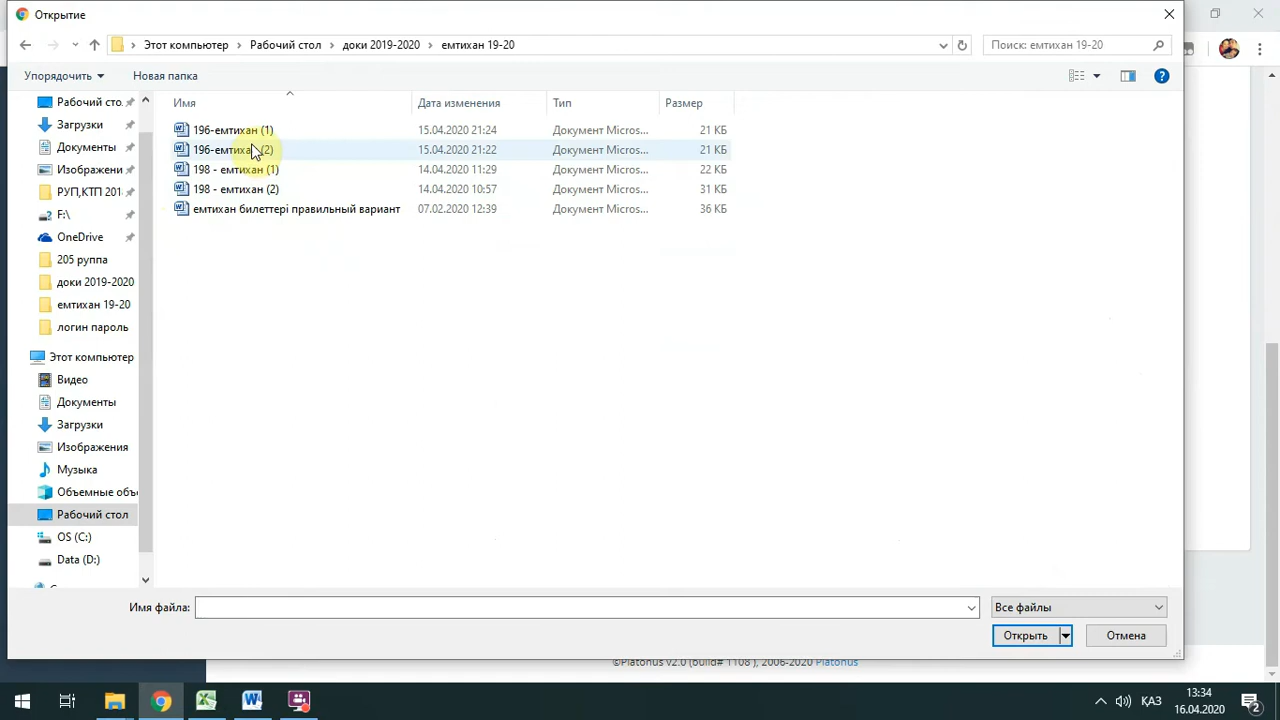 Открытие
Этот компьютер › Рабочий стол › доки 2019-2020 › емтихан 19-20
Поиск: емтихан 19-20
Упорядочить
Новая папка
Имя
Дата изменения
Тип
Размер
196-емтихан (1) 15.04.2020 21:24 Документ Micros... 21 КБ
196-емтихан (2) 15.04.2020 21:22 Документ Micros... 21 КБ
198 - емтихан (1) 14.04.2020 11:29 Документ Micros... 22 КБ
198 - емтихан (2) 14.04.2020 10:57 Документ Micros... 31 КБ
емтихан билеттері правильный вариант 07.02.2020 12:39 Документ Micros... 36 КБ
Рабочий сто.
Загрузки
Документы
Изображени
РУП,КТП 201
F:\
OneDrive
205 руппа
доки 2019-2020
емтихан 19-20
логин пароль
Этот компьютер
Видео
Документы
Загрузки
Изображения
Музыка
Объемные объ
Рабочий стол
OS (C:)
Data (D:)
Имя файла:
Все файлы
Открыть
Отмена
©Platonus v2.0 (build# 1108 ), 2006-2020 Platonus
ҚАЗ
13:34
16.04.2020
2